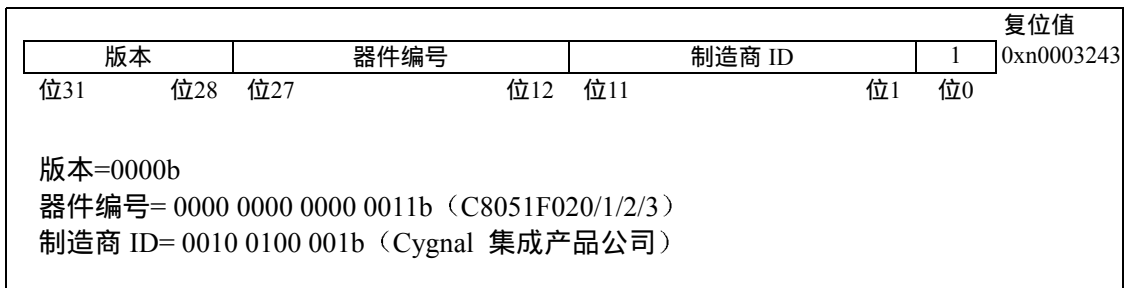 复位值
版本 器件编号 制造商 ID 1 0xn0003243
位31 位28 位27 位12 位11 位1 位0
版本=0000b
器件编号= 0000 0000 0000 0011b（C8051F020/1/2/3）
制造商 ID= 0010 0100 001b（Cygnal 集成产品公司）